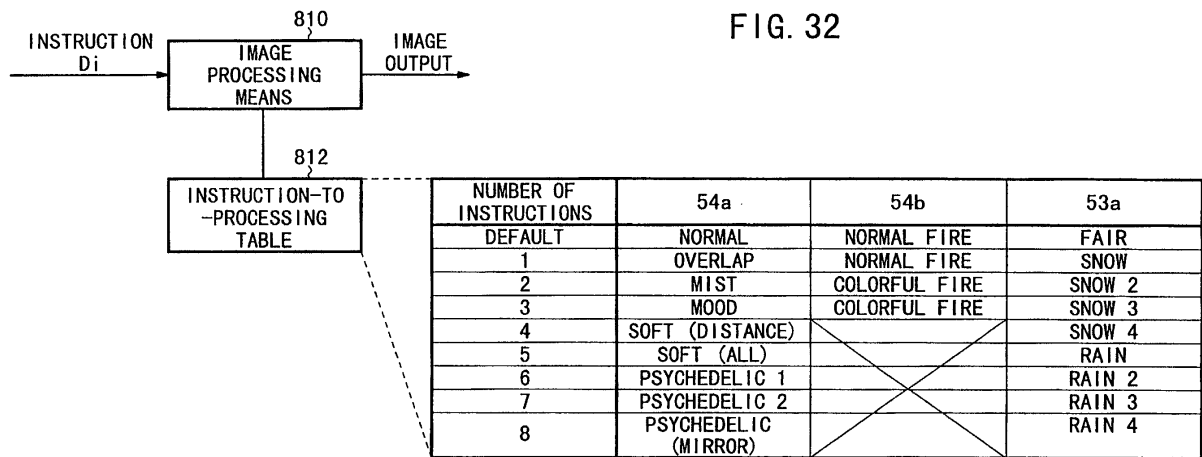 FIG. 32
810
INSTRUCTION
Di
IMAGE
PROCESSING
MEANS
IMAGE
OUTPUT
812
INSTRUCTION-TO
-PROCESSING
TABLE
NUMBER OF INSTRUCTIONS 54a 54b 53a
DEFAULT NORMAL NORMAL FIRE FAIR
1 OVERLAP NORMAL FIRE SNOW
2 MIST COLORFUL FIRE SNOW 2
3 MOOD COLORFUL FIRE SNOW 3
4 SOFT (DISTANCE) SNOW 4
5 SOFT (ALL) RAIN
6 PSYCHEDELIC 1 RAIN 2
7 PSYCHEDELIC 2 RAIN 3
8 PSYCHEDELIC (MIRROR) RAIN 4